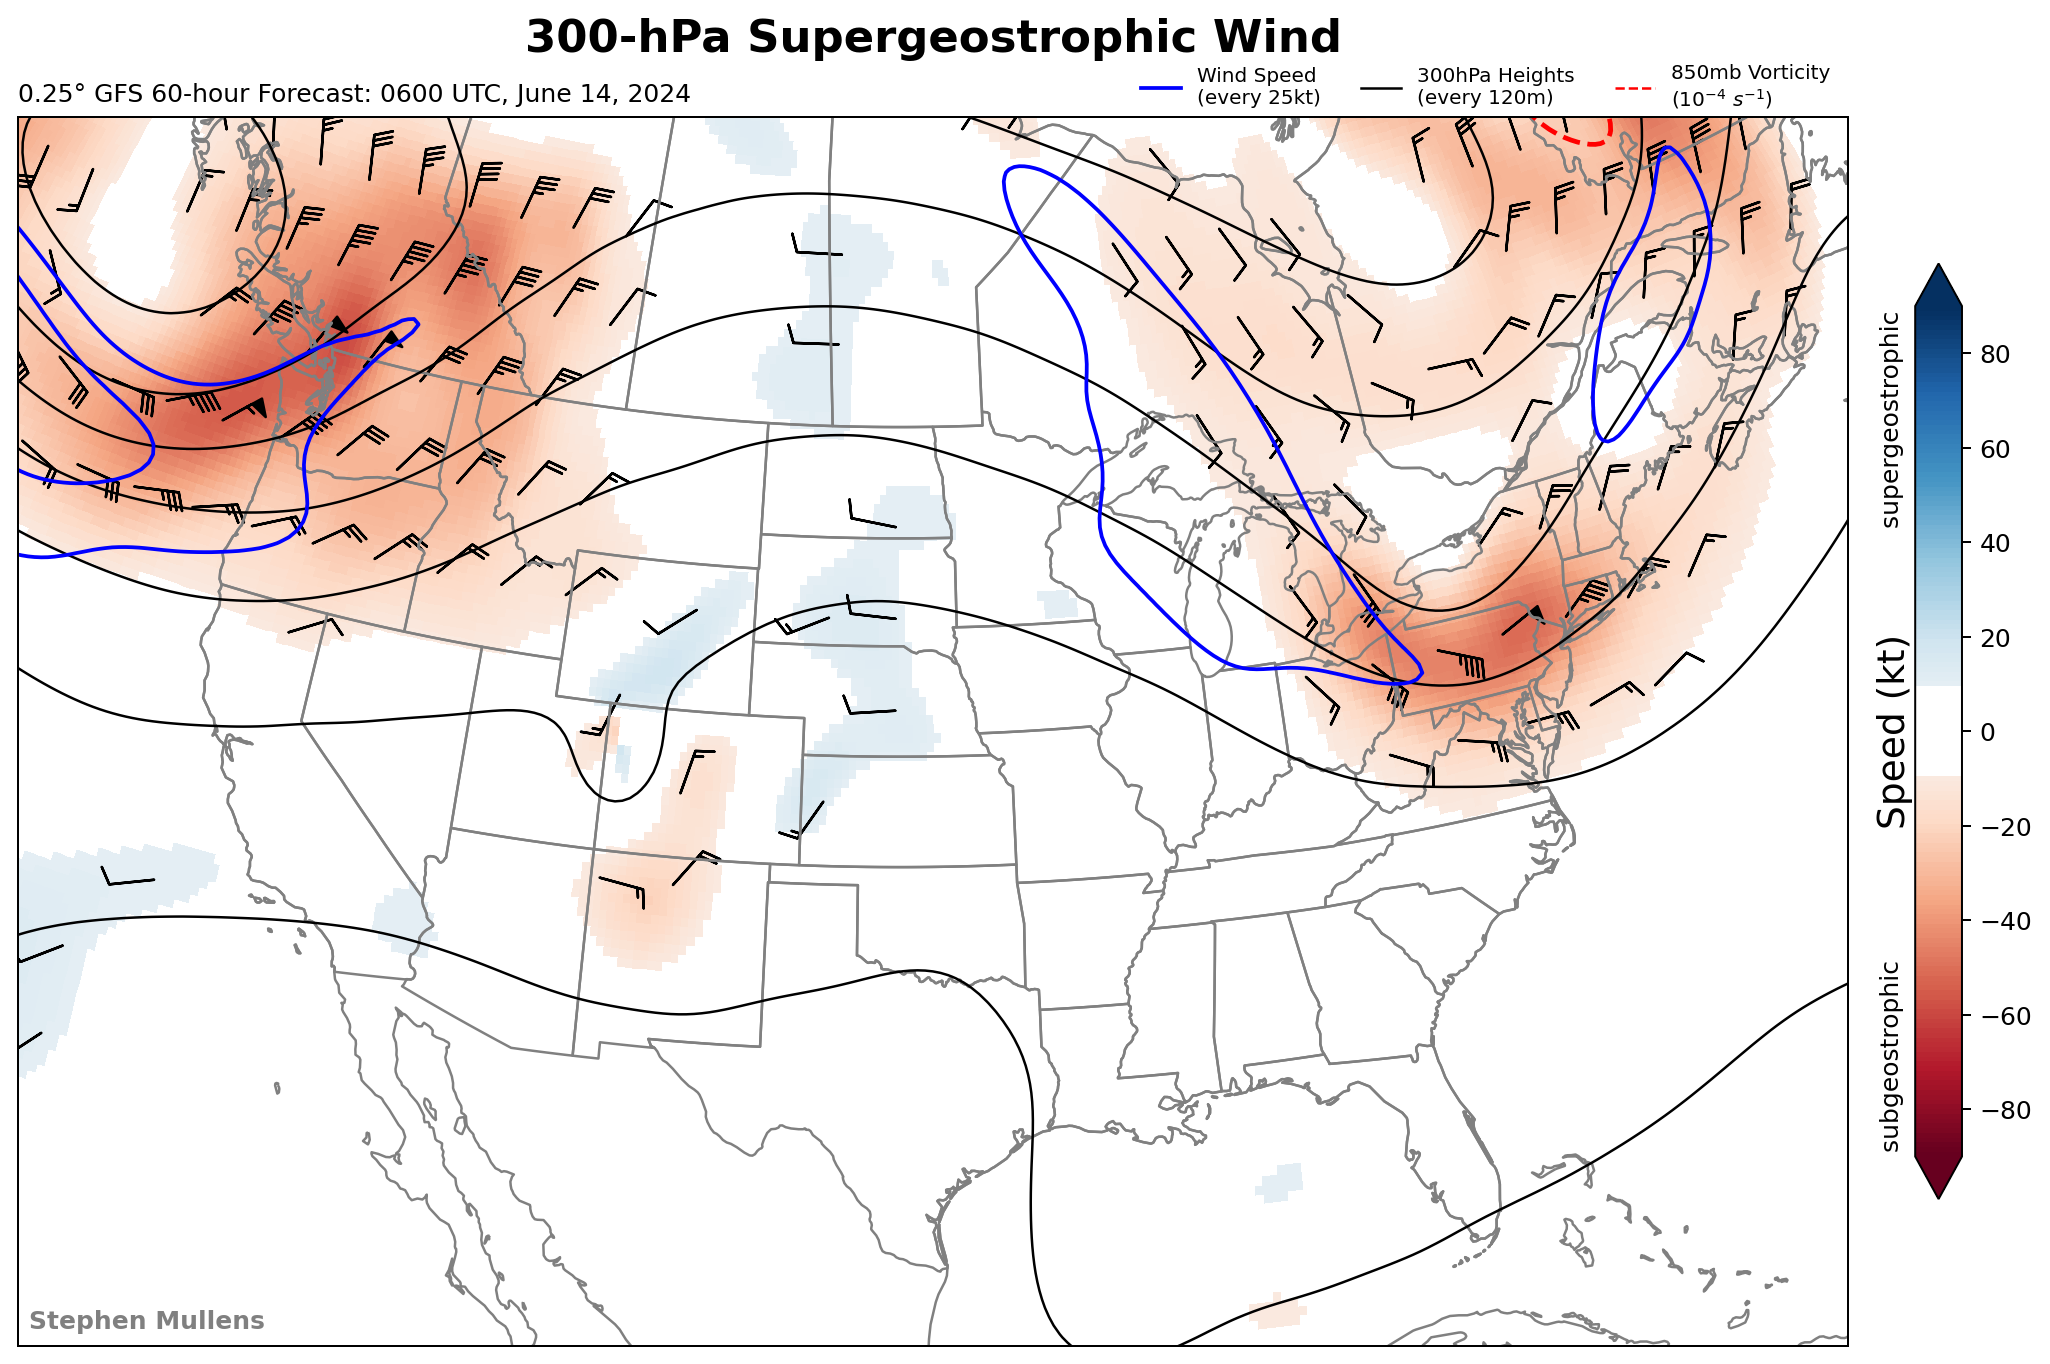 300-hPa Supergeostrophic Wind
0.25° GFS 60-hour Forecast: 0600 UTC, June 14, 2024
Wind Speed
(every 25kt)
300hPa Heights
(every 120m)
850mb Vorticity
(10⁻⁴ s⁻¹)
supergeostrophic
Speed (kt)
subgeostrophic
80
60
40
20
0
−20
−40
−60
−80
Stephen Mullens